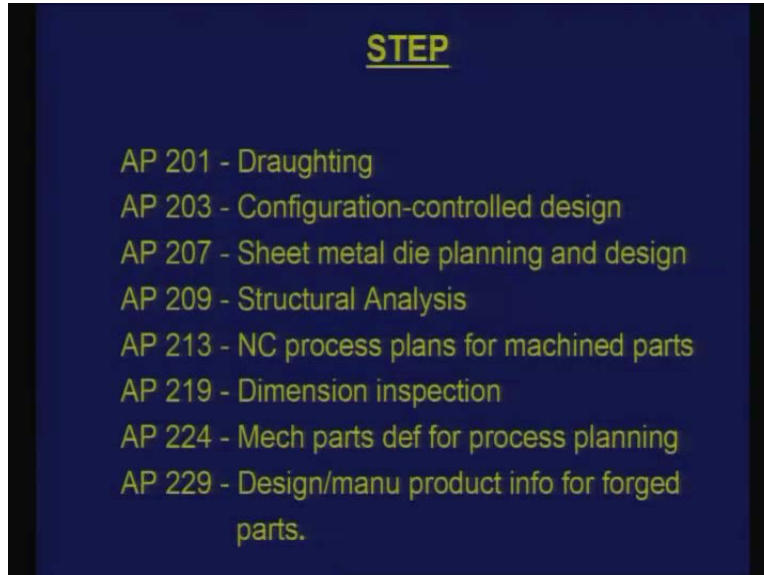 STEP
AP 201 - Draughting
AP 203 - Configuration-controlled design
AP 207 - Sheet metal die planning and design
AP 209 - Structural Analysis
AP 213 - NC process plans for machined parts
AP 219 - Dimension inspection
AP 224 - Mech parts def for process planning
AP 229 - Design/manu product info for forged
parts.